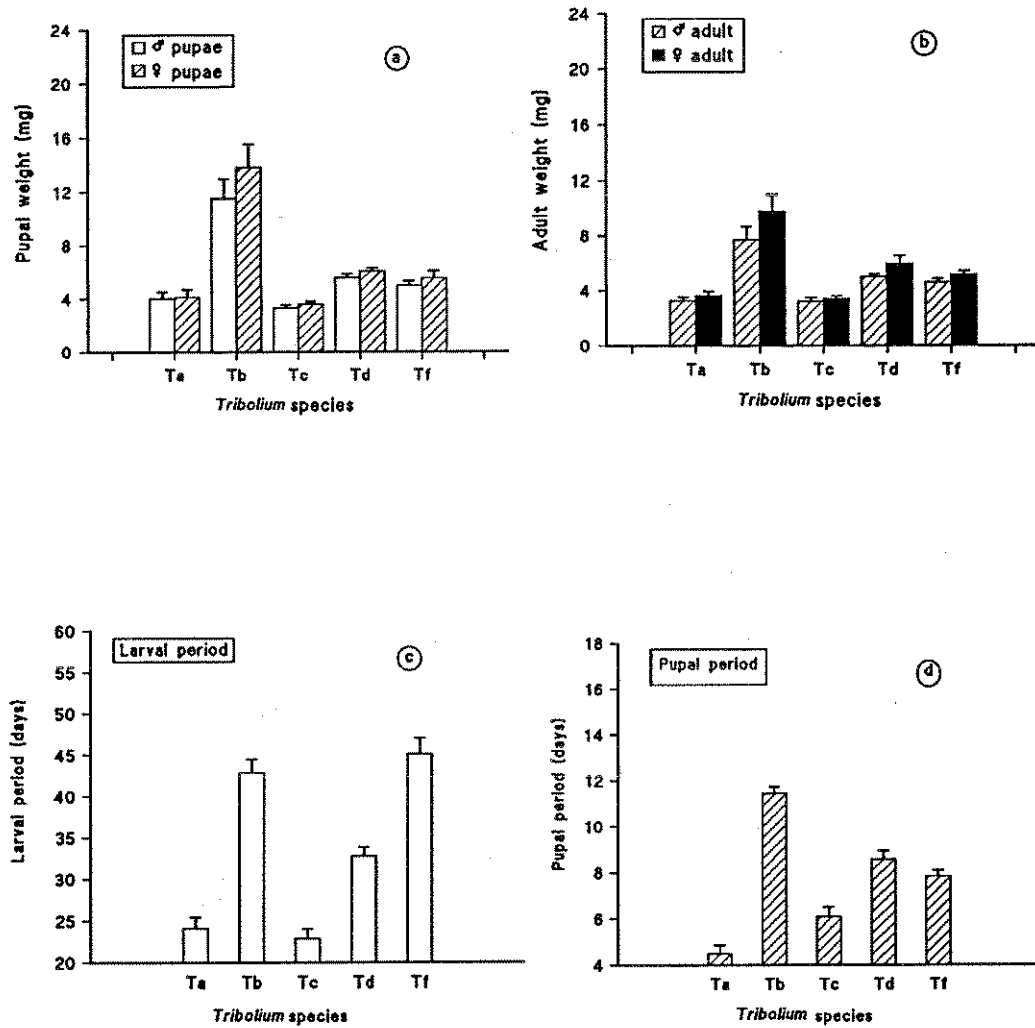 Pupal weight (mg)
24
20
16
12
8
4
0
♂ pupae
♀ pupae
a
Ta Tb Tc Td Tf
Tribolium species
Adult weight (mg)
24
20
16
12
8
4
0
♂ adult
♀ adult
b
Ta Tb Tc Td Tf
Tribolium species
Larval period (days)
60
55
50
45
40
35
30
25
20
Larval period
c
Ta Tb Tc Td Tf
Tribolium species
Pupal period (days)
18
16
14
12
10
8
6
4
Pupal period
d
Ta Tb Tc Td Tf
Tribolium species